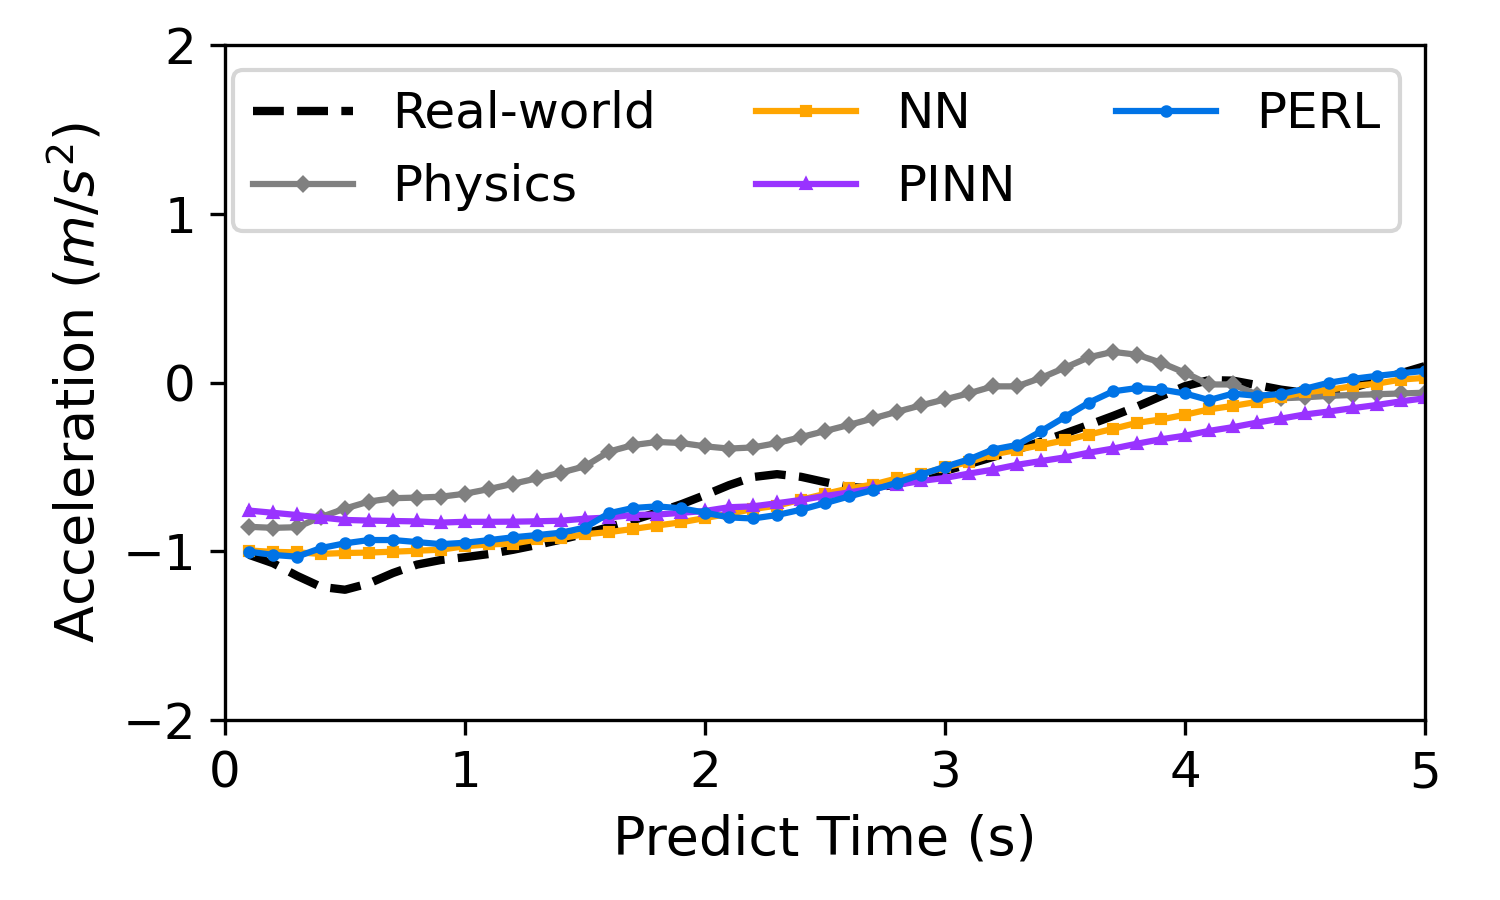 2
1
0
−1
−2
Acceleration (m/s²)
Real-world
Physics
NN
PINN
PERL
0 1 2 3 4 5
Predict Time (s)